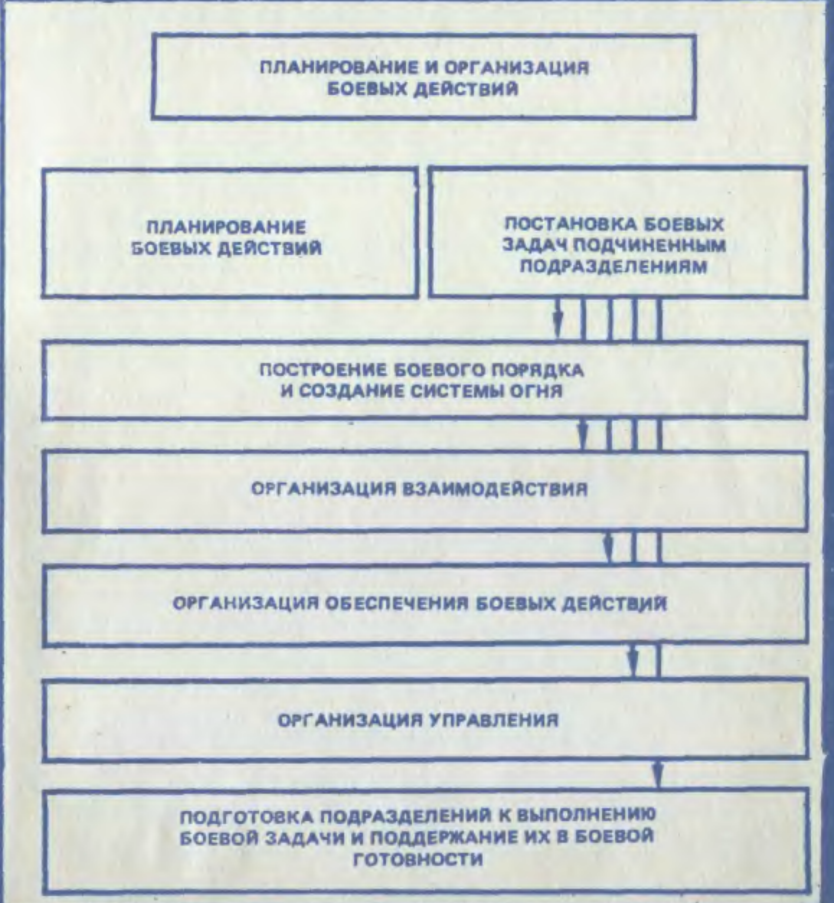 ПЛАНИРОВАНИЕ И ОРГАНИЗАЦИЯ
БОЕВЫХ ДЕЙСТВИЙ
ПЛАНИРОВАНИЕ
БОЕВЫХ ДЕЙСТВИЙ
ПОСТАНОВКА БОЕВЫХ
ЗАДАЧ ПОДЧИНЕННЫМ
ПОДРАЗДЕЛЕНИЯМ
ПОСТРОЕНИЕ БОЕВОГО ПОРЯДКА
И СОЗДАНИЕ СИСТЕМЫ ОГНЯ
ОРГАНИЗАЦИЯ ВЗАИМОДЕЙСТВИЯ
ОРГАНИЗАЦИЯ ОБЕСПЕЧЕНИЯ БОЕВЫХ ДЕЙСТВИЙ
ОРГАНИЗАЦИЯ УПРАВЛЕНИЯ
ПОДГОТОВКА ПОДРАЗДЕЛЕНИЙ К ВЫПОЛНЕНИЮ
БОЕВОЙ ЗАДАЧИ И ПОДДЕРЖАНИЕ ИХ В БОЕВОЙ
ГОТОВНОСТИ